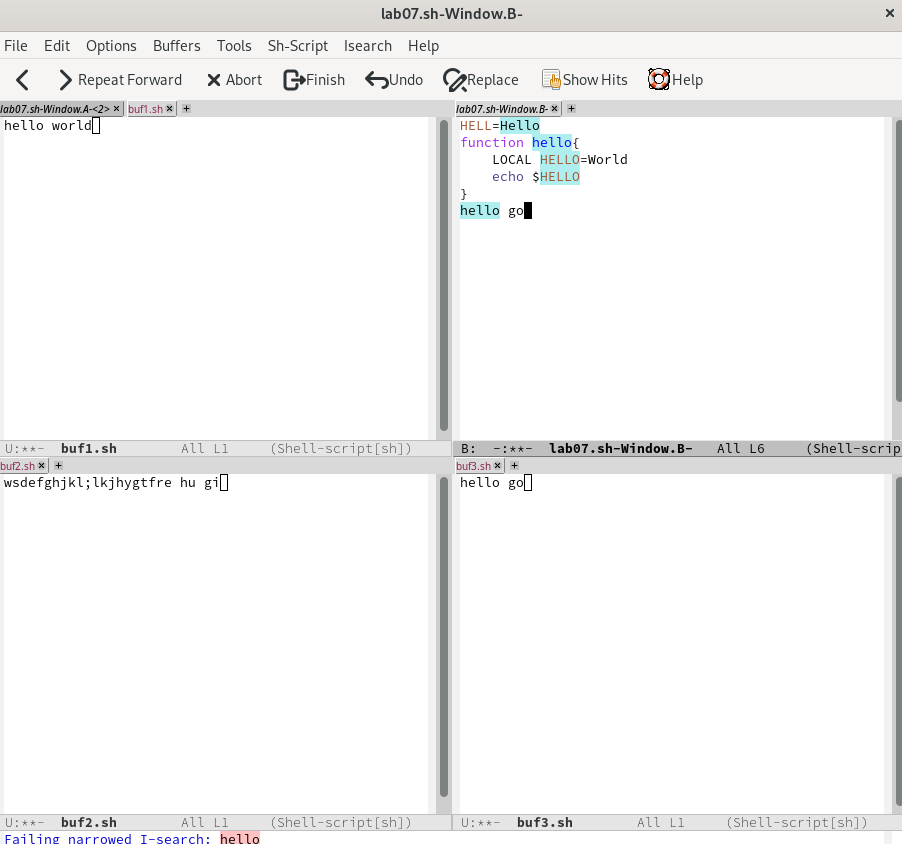 lab07.sh-Window.B-
File Edit Options Buffers Tools Sh-Script Isearch Help
Repeat Forward Abort Finish Undo Replace Show Hits Help
lab07.sh-Window.A-<2> buf1.sh
hello world
U:**- buf1.sh All L1 (Shell-script[sh])
lab07.sh-Window.B-
HELL=Hello
function hello{
    LOCAL HELLO=World
    echo $HELLO
}
hello go
B: -:**- lab07.sh-Window.B- All L6 (Shell-scrip
buf2.sh
wsdefghjkl;lkjhygtfre hu gi
U:**- buf2.sh All L1 (Shell-script[sh])
buf3.sh
hello go
U:**- buf3.sh All L1 (Shell-script[sh])
Failing narrowed I-search: hello